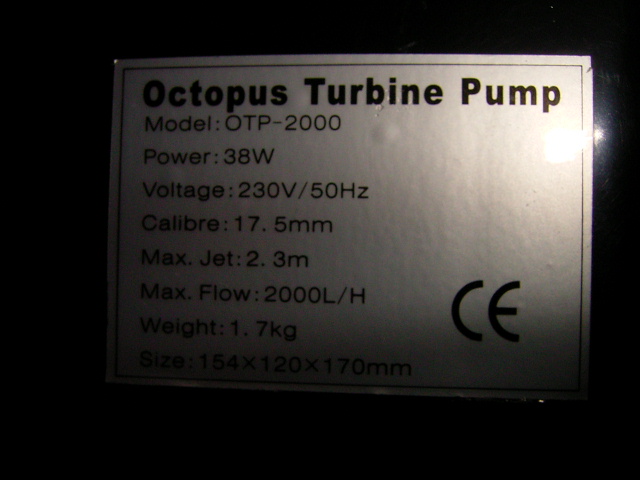 Octopus Turbine Pump
Model:OTP-2000
Power:38W
Voltage:230V/50Hz
Calibre:17.5mm
Max. Jet:2.3m
Max. Flow:2000L/H
Weight:1.7kg
Size:154×120×170mm
CE